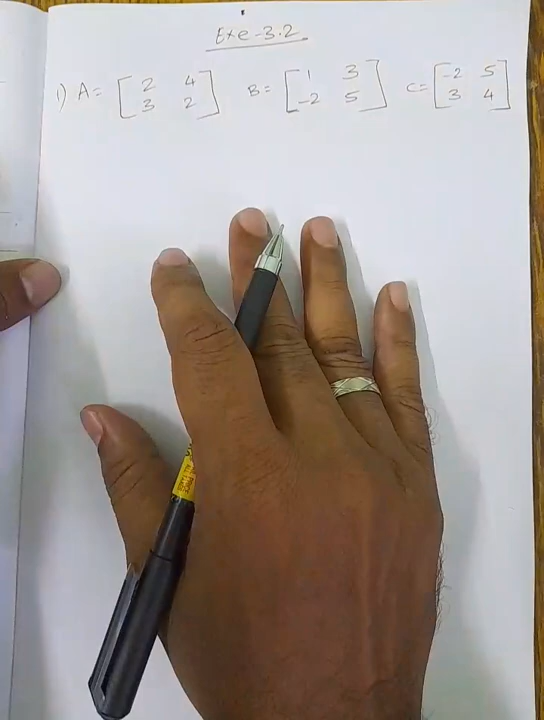 Exe-3.2
1) A = [ 2 4 B = [ 1 3 C = [ -2 5
3 2 ] -2 5 ] 3 4 ]